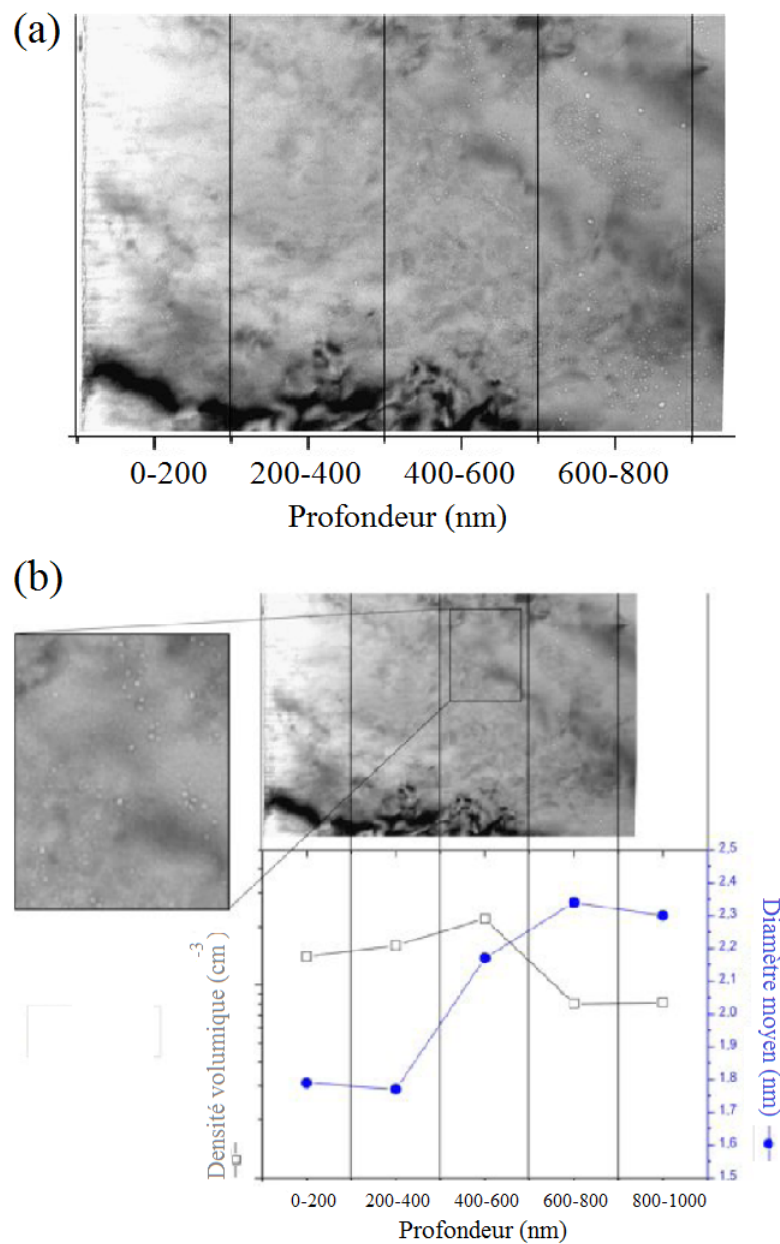 (a)
0-200 200-400 400-600 600-800
Profondeur (nm)
(b)
Densité volumique (cm-3)
2,5
2,4
2,3
2,2
2,1
2,0
1,9
1,8
1,7
1,6
1,5
Diamètre moyen (nm)
0-200 200-400 400-600 600-800 800-1000
Profondeur (nm)